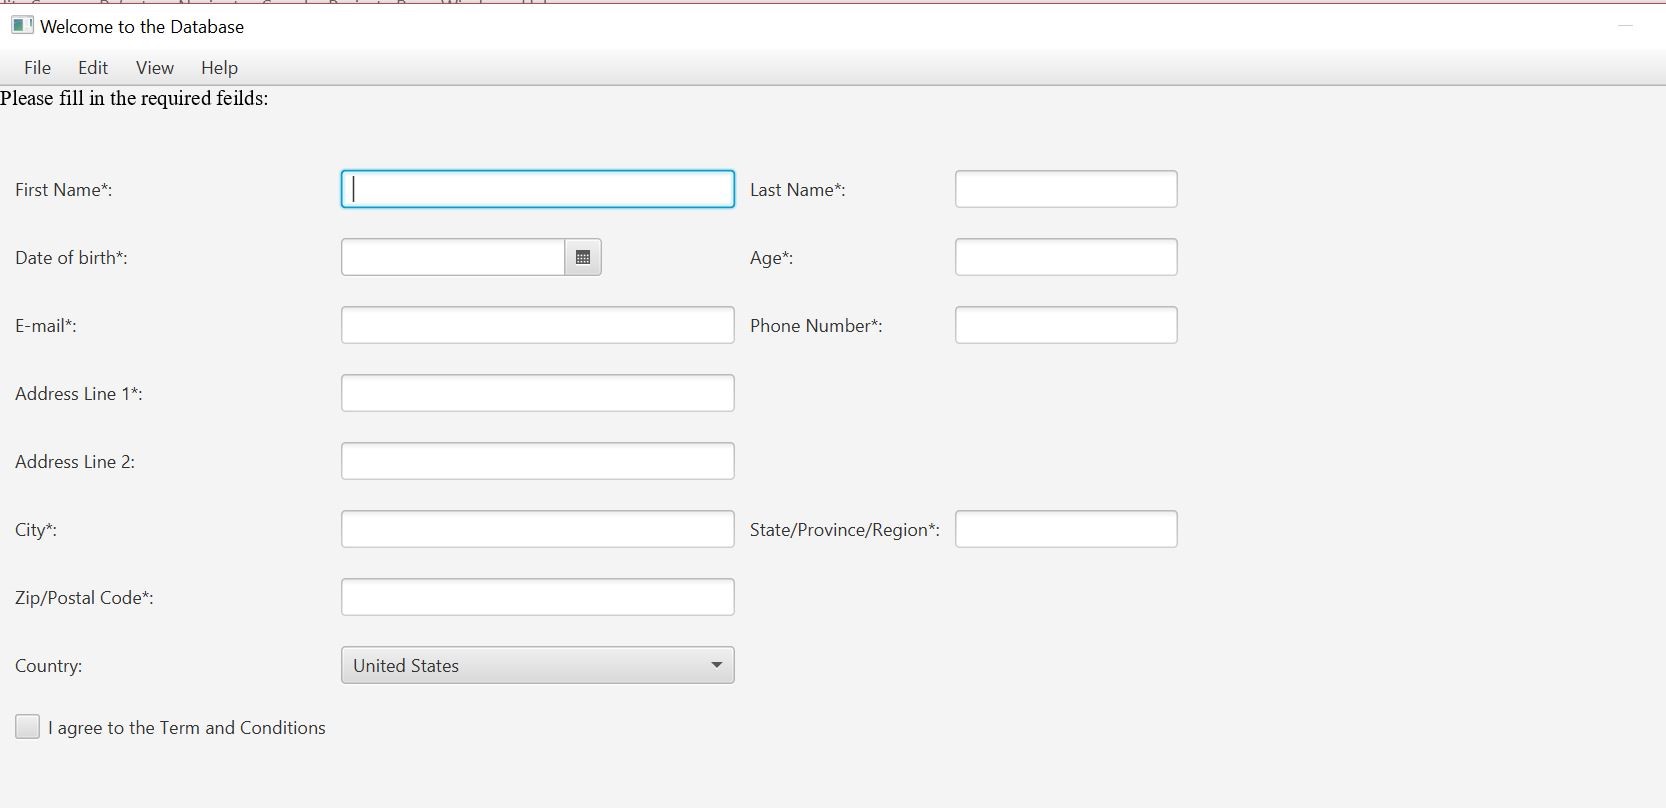 Welcome to the Database
File Edit View Help
Please fill in the required feilds:
First Name*: Last Name*:
Date of birth*: Age*:
E-mail*: Phone Number*:
Address Line 1*:
Address Line 2:
City*: State/Province/Region*:
Zip/Postal Code*:
Country: United States
I agree to the Term and Conditions